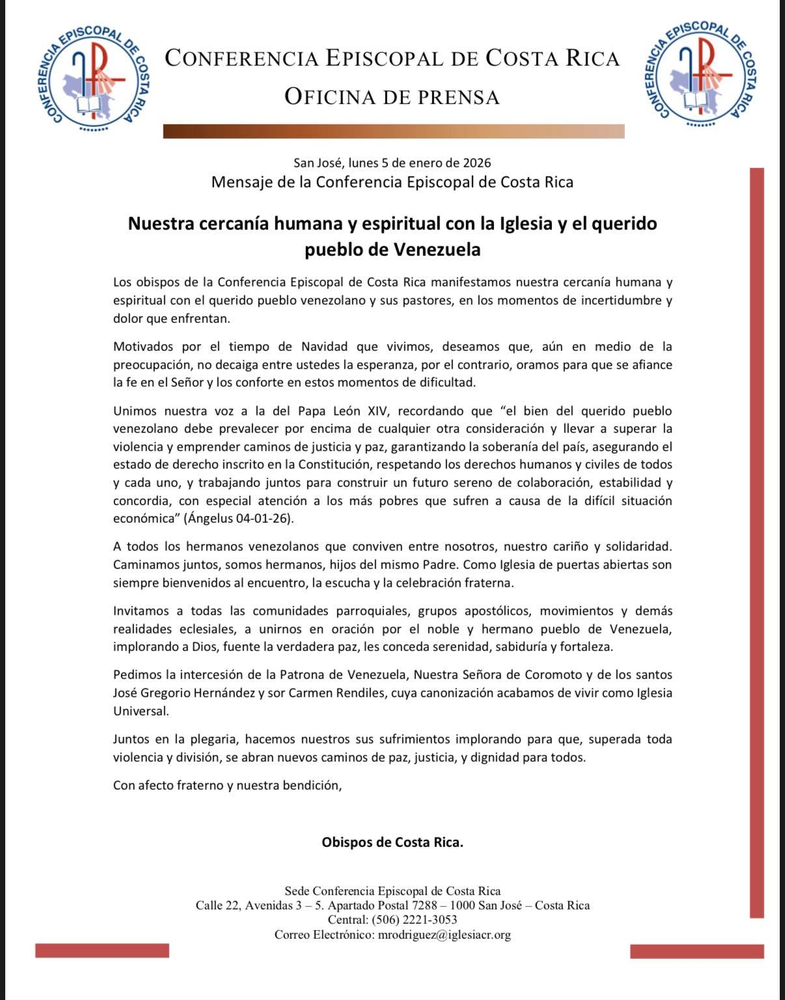 CONFERENCIA EPISCOPAL DE COSTA RICA
CONFERENCIA EPISCOPAL DE COSTA RICA
OFICINA DE PRENSA
CONFERENCIA EPISCOPAL DE COSTA RICA
San José, lunes 5 de enero de 2026
Mensaje de la Conferencia Episcopal de Costa Rica
Nuestra cercanía humana y espiritual con la Iglesia y el querido
pueblo de Venezuela
Los obispos de la Conferencia Episcopal de Costa Rica manifestamos nuestra cercanía humana y
espiritual con el querido pueblo venezolano y sus pastores, en los momentos de incertidumbre y
dolor que enfrentan.
Motivados por el tiempo de Navidad que vivimos, deseamos que, aún en medio de la
preocupación, no decaiga entre ustedes la esperanza, por el contrario, oramos para que se afiance
la fe en el Señor y los conforte en estos momentos de dificultad.
Unimos nuestra voz a la del Papa León XIV, recordando que “el bien del querido pueblo
venezolano debe prevalecer por encima de cualquier otra consideración y llevar a superar la
violencia y emprender caminos de justicia y paz, garantizando la soberanía del país, asegurando el
estado de derecho inscrito en la Constitución, respetando los derechos humanos y civiles de todos
y cada uno, y trabajando juntos para construir un futuro sereno de colaboración, estabilidad y
concordia, con especial atención a los más pobres que sufren a causa de la difícil situación
económica” (Ángelus 04-01-26).
A todos los hermanos venezolanos que conviven entre nosotros, nuestro cariño y solidaridad.
Caminamos juntos, somos hermanos, hijos del mismo Padre. Como Iglesia de puertas abiertas son
siempre bienvenidos al encuentro, la escucha y la celebración fraterna.
Invitamos a todas las comunidades parroquiales, grupos apostólicos, movimientos y demás
realidades eclesiales, a unirnos en oración por el noble y hermano pueblo de Venezuela,
implorando a Dios, fuente la verdadera paz, les conceda serenidad, sabiduría y fortaleza.
Pedimos la intercesión de la Patrona de Venezuela, Nuestra Señora de Coromoto y de los santos
José Gregorio Hernández y sor Carmen Rendiles, cuya canonización acabamos de vivir como Iglesia
Universal.
Juntos en la plegaria, hacemos nuestros sus sufrimientos implorando para que, superada toda
violencia y división, se abran nuevos caminos de paz, justicia, y dignidad para todos.
Con afecto fraterno y nuestra bendición,
Obispos de Costa Rica.
Sede Conferencia Episcopal de Costa Rica
Calle 22, Avenidas 3 – 5. Apartado Postal 7288 – 1000 San José – Costa Rica
Central: (506) 2221-3053
Correo Electrónico: mrodriguez@iglesiacr.org